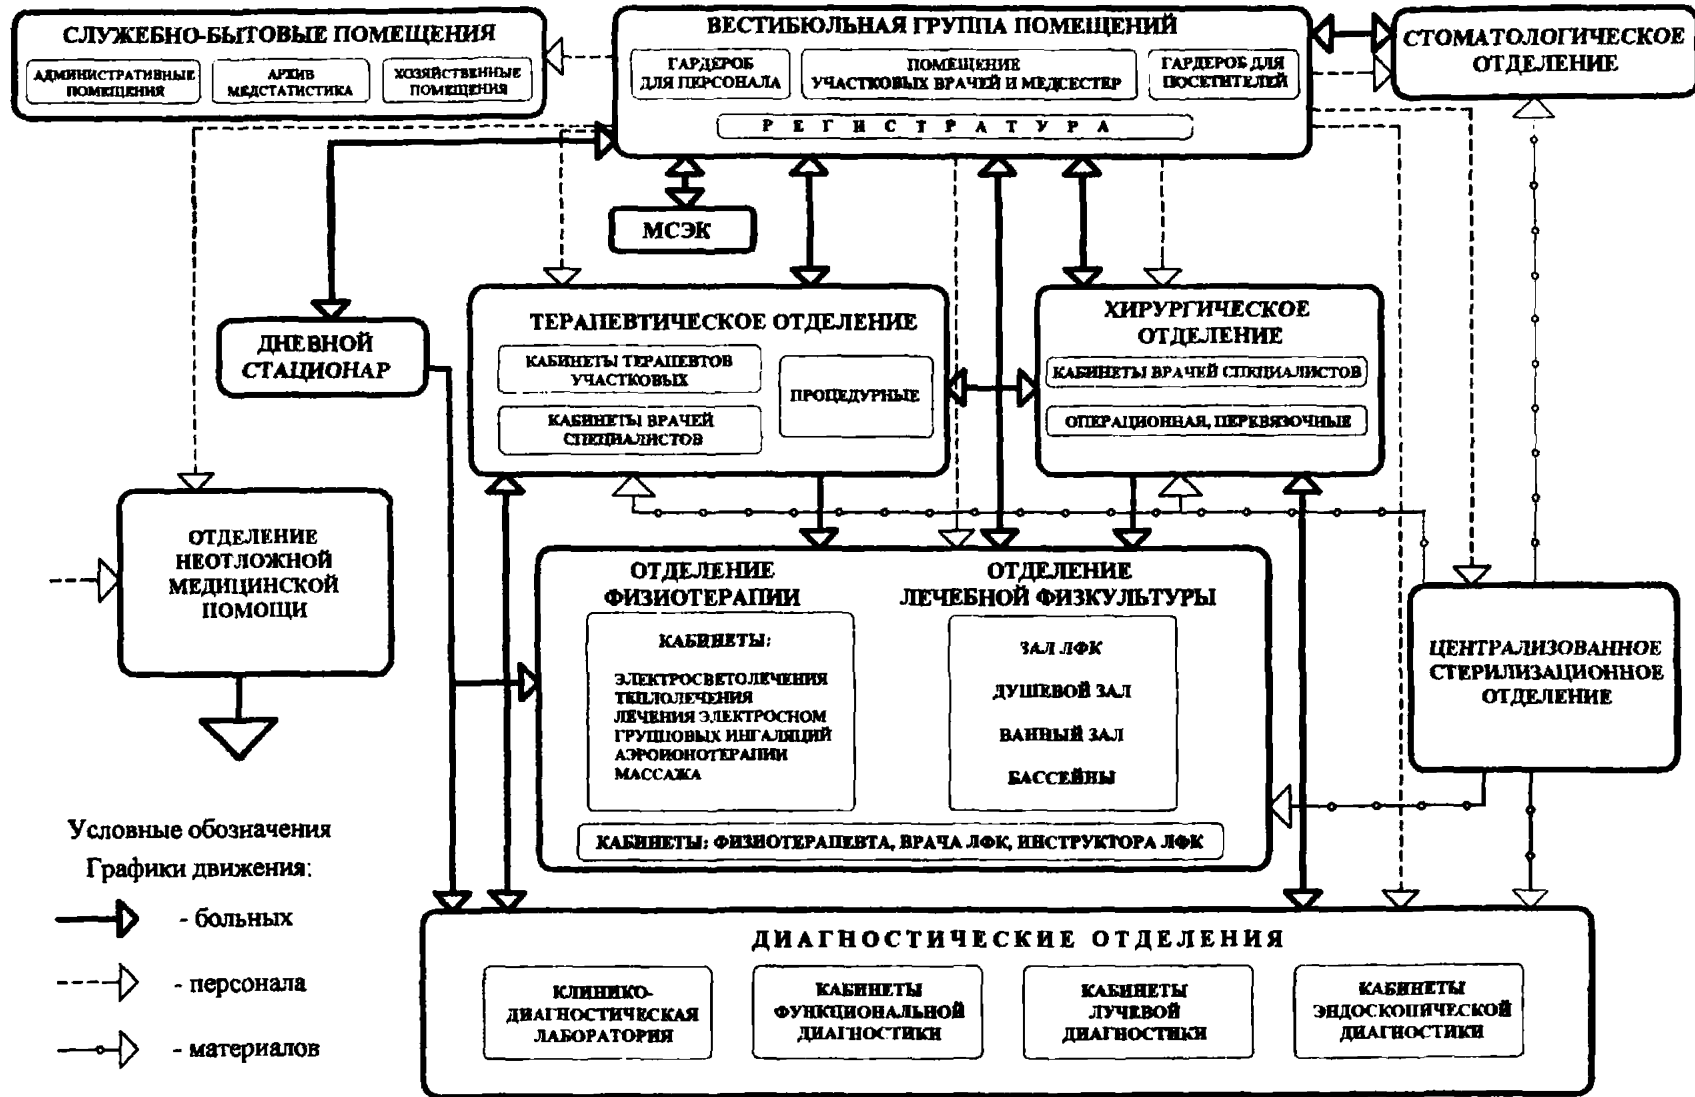 СЛУЖЕБНО-БЫТОВЫЕ ПОМЕЩЕНИЯ
АДМИНИСТРАТИВНЫЕ
ПОМЕЩЕНИЯ
АРХИВ
МЕДСТАТИСТИКА
ХОЗЯЙСТВЕННЫЕ
ПОМЕЩЕНИЯ
ВЕСТИБЮЛЬНАЯ ГРУППА ПОМЕЩЕНИЙ
ГАРДЕРОБ
ДЛЯ ПЕРСОНАЛА
ПОМЕЩЕНИЕ
УЧАСТКОВЫХ ВРАЧЕЙ И МЕДСЕСТЕР
ГАРДЕРОБ ДЛЯ
ПОСЕТИТЕЛЕЙ
РЕГИСТРАТУРА
СТОМАТОЛОГИЧЕСКОЕ
ОТДЕЛЕНИЕ
МСЭК
ДНЕВНОЙ
СТАЦИОНАР
ТЕРАПЕВТИЧЕСКОЕ ОТДЕЛЕНИЕ
КАБИНЕТЫ ТЕРАПЕВТОВ
УЧАСТКОВЫХ
КАБИНЕТЫ ВРАЧЕЙ
СПЕЦИАЛИСТОВ
ПРОЦЕДУРНЫЕ
ХИРУРГИЧЕСКОЕ
ОТДЕЛЕНИЕ
КАБИНЕТЫ ВРАЧЕЙ СПЕЦИАЛИСТОВ
ОПЕРАЦИОННАЯ, ПЕРЕВЯЗОЧНЫЕ
ОТДЕЛЕНИЕ
НЕОТЛОЖНОЙ
МЕДИЦИНСКОЙ
ПОМОЩИ
ОТДЕЛЕНИЕ
ФИЗИОТЕРАПИИ
КАБИНЕТЫ:
ЭЛЕКТРОСВЕТОЛЕЧЕНИЯ
ТЕПЛОЛЕЧЕНИЯ
ЛЕЧЕНИЯ ЭЛЕКТРОСНОМ
ГРУППОВЫХ ИНГАЛЯЦИЙ
АЭРОИОНОТЕРАПИИ
МАССАЖА
ОТДЕЛЕНИЕ
ЛЕЧЕБНОЙ ФИЗКУЛЬТУРЫ
ЗАЛ ЛФК
ДУШЕВОЙ ЗАЛ
ВАННЫЙ ЗАЛ
БАССЕЙНЫ
КАБИНЕТЫ: ФИЗИОТЕРАПЕВТА, ВРАЧА ЛФК, ИНСТРУКТОРА ЛФК
ЦЕНТРАЛИЗОВАННОЕ
СТЕРИЛИЗАЦИОННОЕ
ОТДЕЛЕНИЕ
Условные обозначения
Графики движения:
- больных
- персонала
- материалов
ДИАГНОСТИЧЕСКИЕ ОТДЕЛЕНИЯ
КЛИНИКО-
ДИАГНОСТИЧЕСКАЯ
ЛАБОРАТОРИЯ
КАБИНЕТЫ
ФУНКЦИОНАЛЬНОЙ
ДИАГНОСТИКИ
КАБИНЕТЫ
ЛУЧЕВОЙ
ДИАГНОСТИКИ
КАБИНЕТЫ
ЭНДОСКОПИЧЕСКОЙ
ДИАГНОСТИКИ